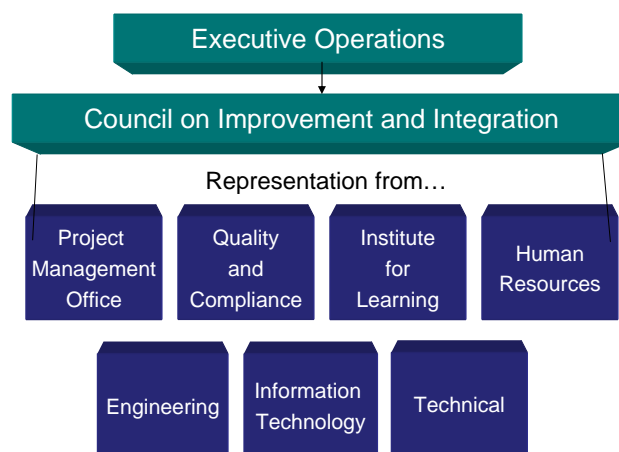 Executive Operations
Council on Improvement and Integration
Representation from…
Project
Management
Office
Quality
and
Compliance
Institute
for
Learning
Human
Resources
Engineering
Information
Technology
Technical